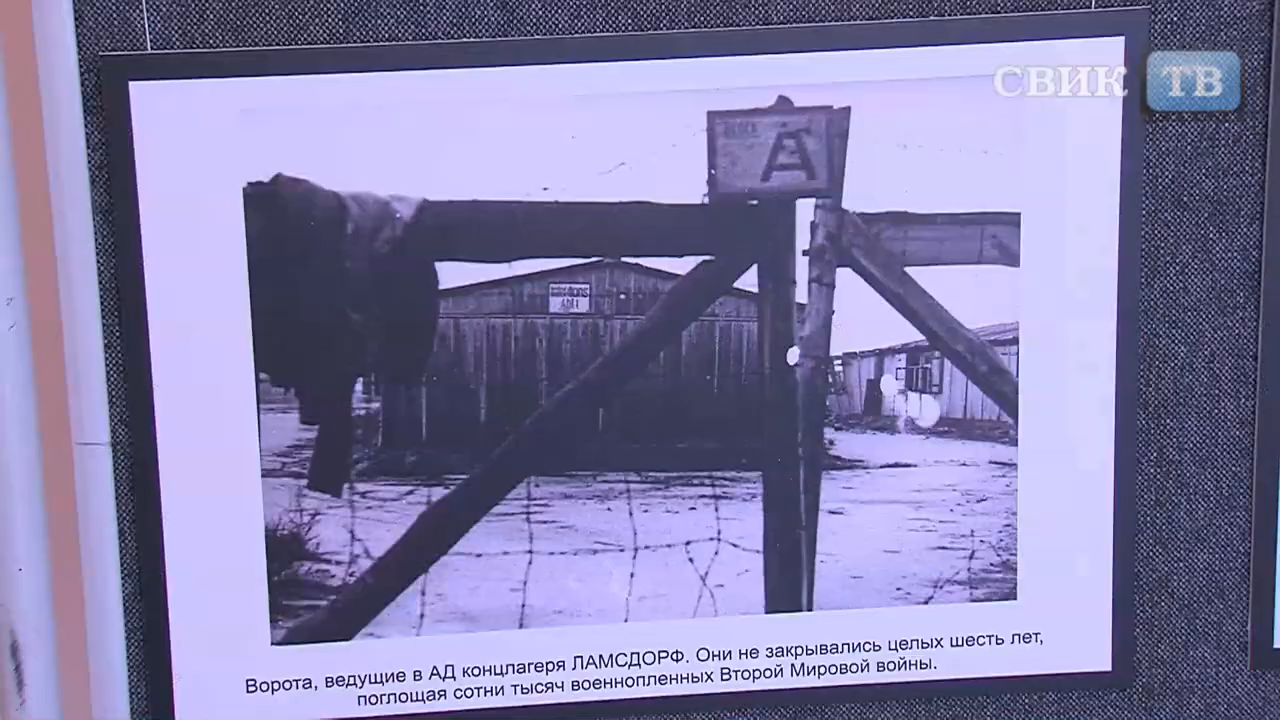 СВИК ТВ
A
Ворота, ведущие в АД концлагеря ЛАМСДОРФ. Они не закрывались целых шесть лет,
поглощая сотни тысяч военнопленных Второй Мировой войны.